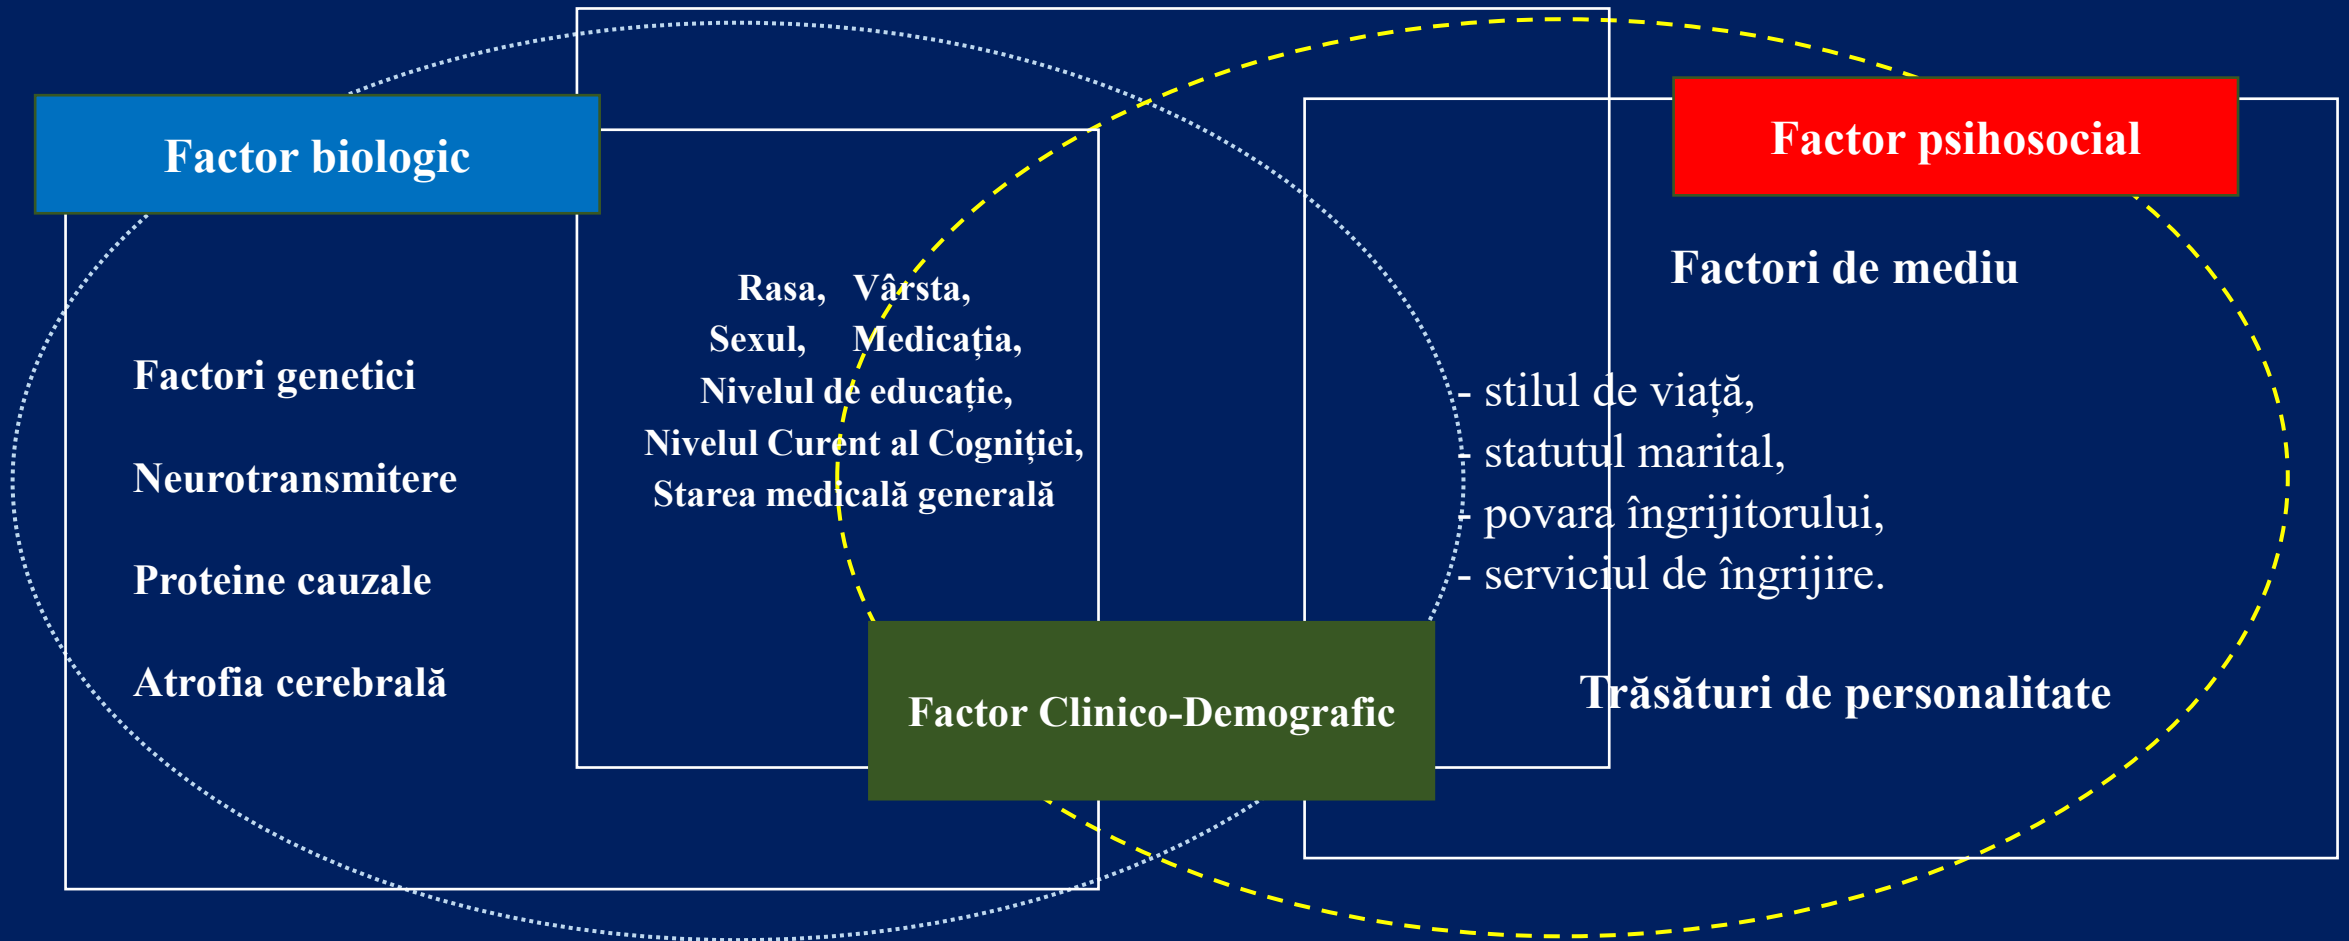 Factor biologic
Factori genetici
Neurotransmitere
Proteine cauzale
Atrofia cerebrală
Rasa, Vârsta,
Sexul, Medicația,
Nivelul de educație,
Nivelul Curent al Cogniției,
Starea medicală generală
Factor Clinico-Demografic
Factor psihosocial
Factori de mediu
- stilul de viață,
- statutul marital,
- povara îngrijitorului,
- serviciul de îngrijire.
Trăsături de personalitate